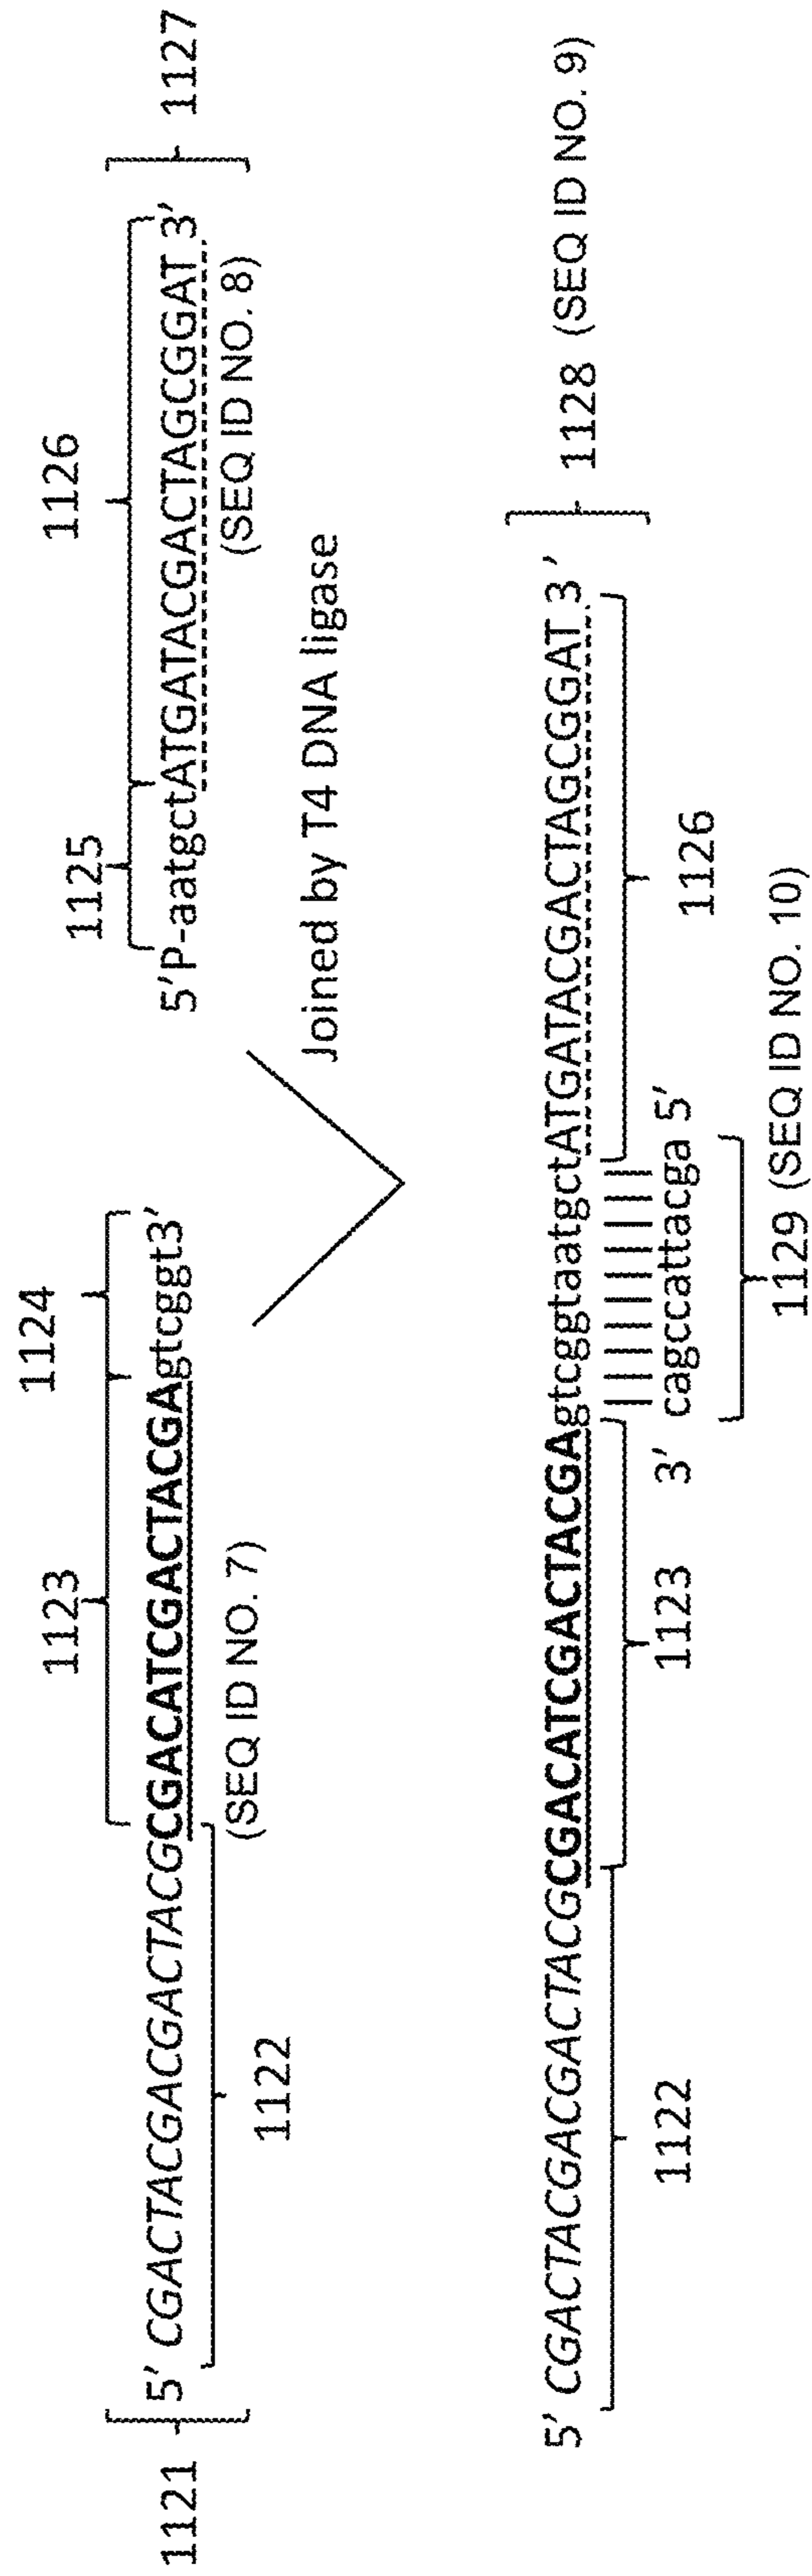 1123 1124 1125 1126
1121 5' CGACTACGACGACTACGCGACATCGACTACGAgtcggt3' 5'P-aatgctATGATACGACTAGCGGAT 3' 1127
1122 (SEQ ID NO. 7) (SEQ ID NO. 8)
Joined by T4 DNA ligase
5' CGACTACGACGACTACGCGACATCGACTACGAgtcggtaatgctATGATACGACTAGCGGAT 3' 1128 (SEQ ID NO. 9)
3' cagccattacga 5'
1122 1123 1126
1129 (SEQ ID NO. 10)